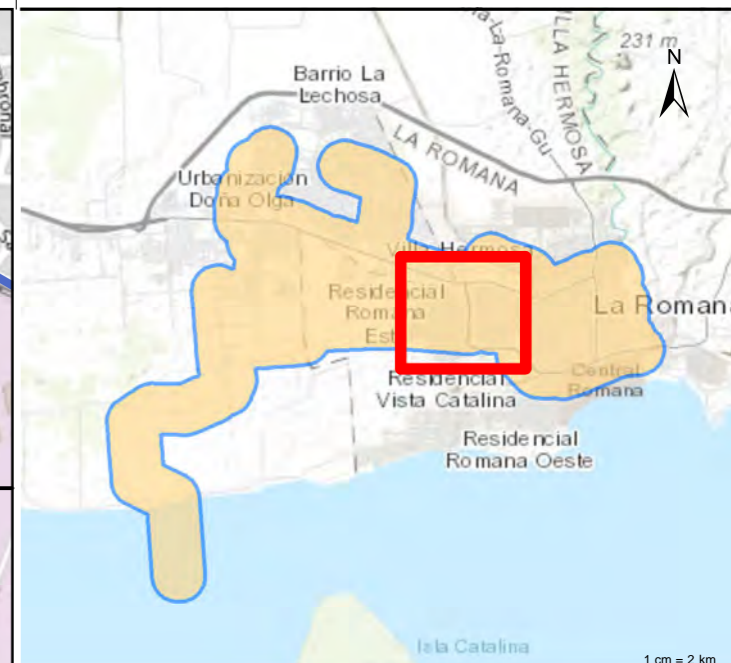 231 m
N
VILLA HERMOSA
Barrio La
Lechosa
LA ROMANA
Urbanización
Doña Olga
Villa Hermosa
Residencial
Romana
La Romana
Central
Romana
Residencial
Vista Catalina
Residencial
Romana Oeste
Isla Catalina
1 cm = 2 km